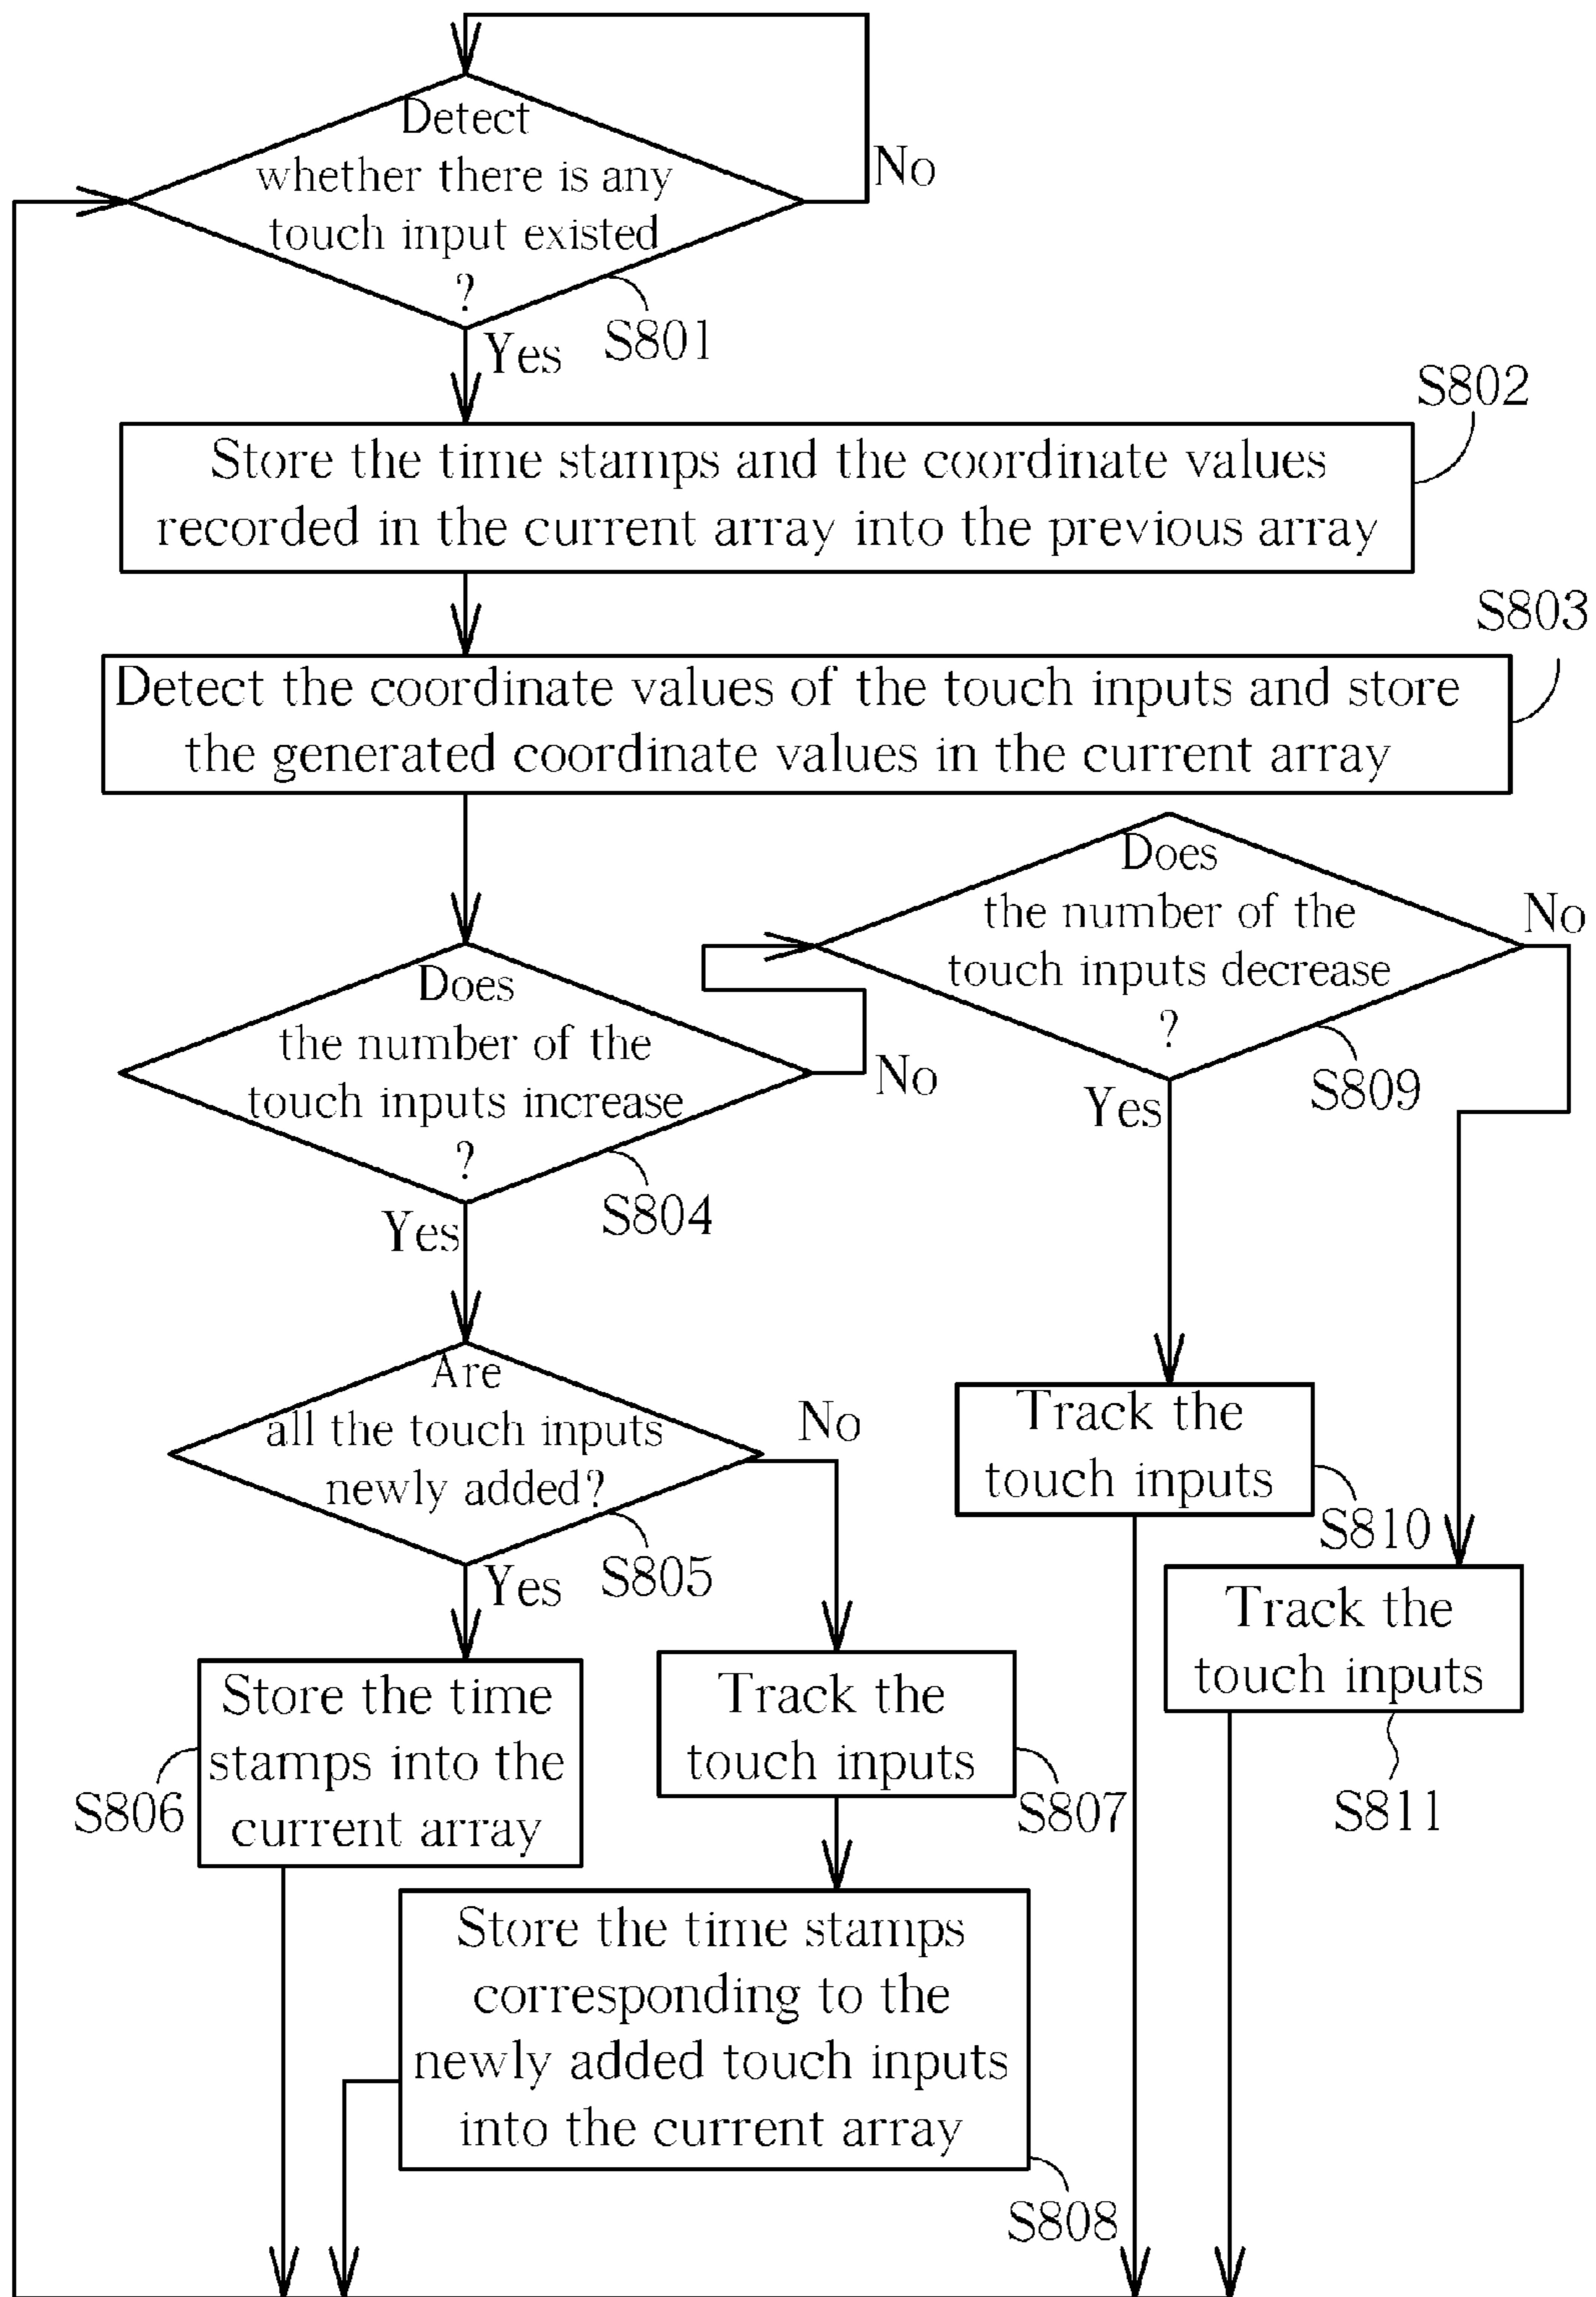 Detect
whether there is any
touch input existed
?
No
S801
Yes
S802
Store the time stamps and the coordinate values
recorded in the current array into the previous array
S803
Detect the coordinate values of the touch inputs and store
the generated coordinate values in the current array
Does
the number of the
touch inputs increase
?
No
S804
Yes
Does
the number of the
touch inputs decrease
?
No
S809
Yes
Are
all the touch inputs
newly added?
No
S805
Yes
Track the
touch inputs
S810
Track the
touch inputs
S811
Store the time
stamps into the
current array
S806
Track the
touch inputs
S807
Store the time stamps
corresponding to the
newly added touch inputs
into the current array
S808